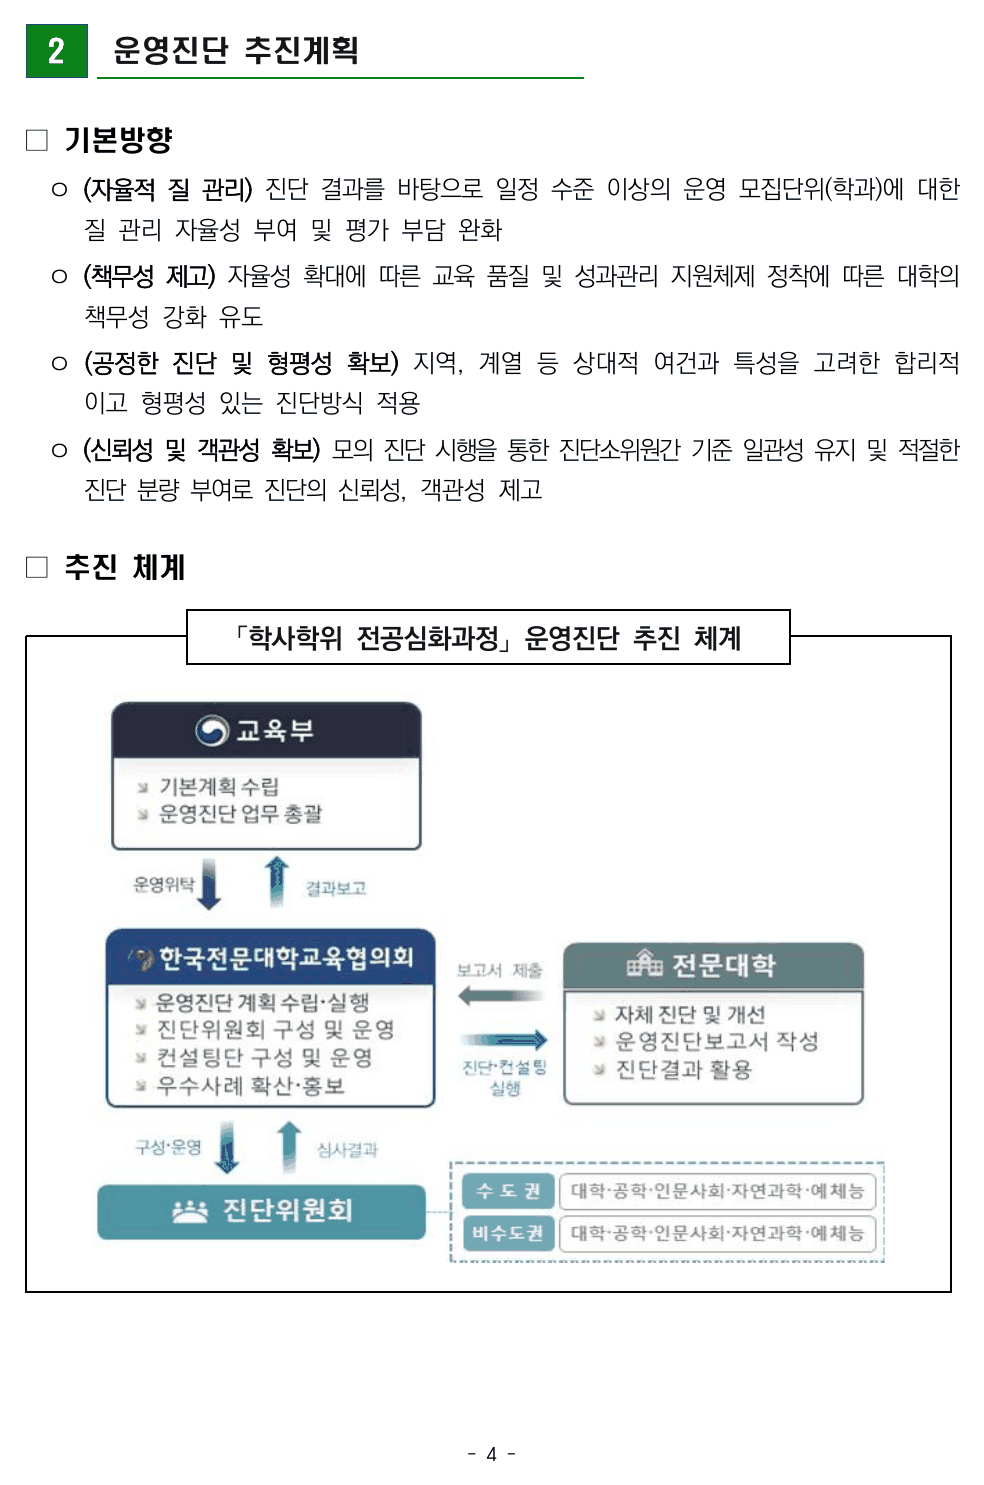 2 운영진단 추진계획
□ 기본방향
ㅇ (자율적 질 관리) 진단 결과를 바탕으로 일정 수준 이상의 운영 모집단위(학과)에 대한
질 관리 자율성 부여 및 평가 부담 완화
ㅇ (책무성 제고) 자율성 확대에 따른 교육 품질 및 성과관리 지원체제 정착에 따른 대학의
책무성 강화 유도
ㅇ (공정한 진단 및 형평성 확보) 지역, 계열 등 상대적 여건과 특성을 고려한 합리적
이고 형평성 있는 진단방식 적용
ㅇ (신뢰성 및 객관성 확보) 모의 진단 시행을 통한 진단소위원간 기준 일관성 유지 및 적절한
진단 분량 부여로 진단의 신뢰성, 객관성 제고
□ 추진 체계
「학사학위 전공심화과정」 운영진단 추진 체계
교육부
기본계획 수립
운영진단 업무 총괄
운영위탁
결과보고
한국전문대학교육협의회
운영진단 계획 수립·실행
진단위원회 구성 및 운영
컨설팅단 구성 및 운영
우수사례 확산·홍보
보고서 제출
진단·컨설팅
실행
전문대학
자체 진단 및 개선
운영진단보고서 작성
진단결과 활용
구성·운영
심사결과
진단위원회
수 도 권 대학·공학·인문사회·자연과학·예체능
비수도권 대학·공학·인문사회·자연과학·예체능
- 4 -